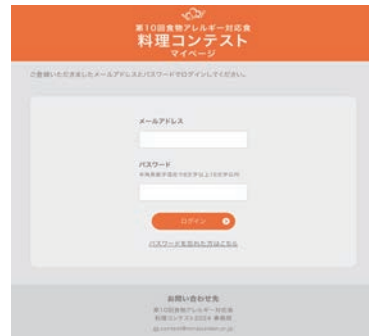 第10回食物アレルギー対応食
料理コンテスト
マイページ
ご登録いただきましたメールアドレスとパスワードでログインしてください。
メールアドレス
パスワード
ログイン
パスワードを忘れた方はこちら
お問い合わせ先
第10回食物アレルギー対応食
料理コンテスト2024 事務局